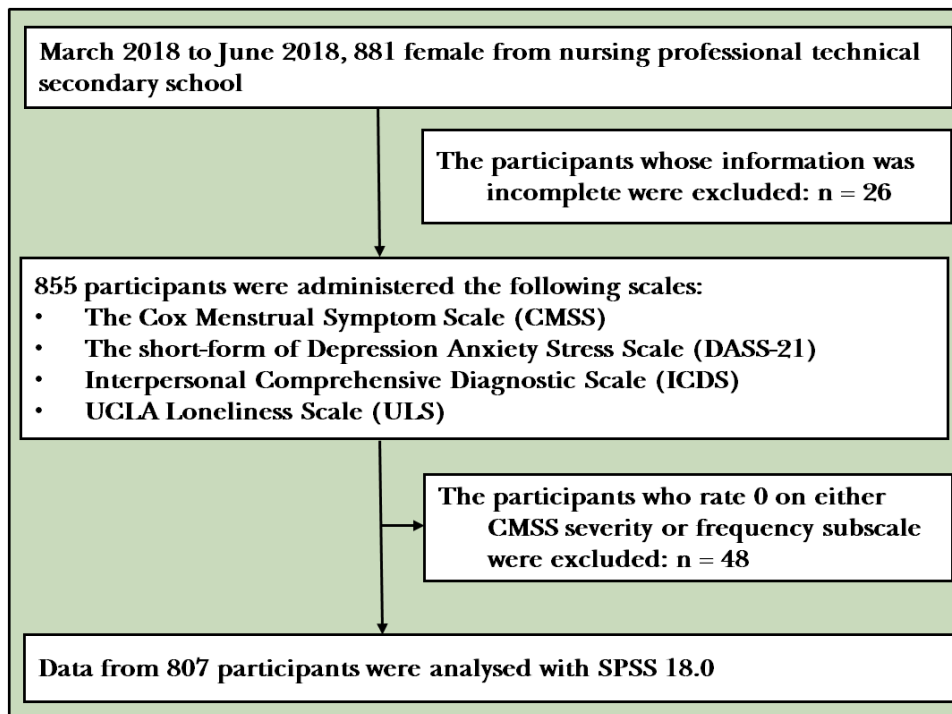 March 2018 to June 2018, 881 female from nursing professional technical
secondary school
The participants whose information was
incomplete were excluded: n = 26
855 participants were administered the following scales:
• The Cox Menstrual Symptom Scale (CMSS)
• The short-form of Depression Anxiety Stress Scale (DASS-21)
• Interpersonal Comprehensive Diagnostic Scale (ICDS)
• UCLA Loneliness Scale (ULS)
The participants who rate 0 on either
CMSS severity or frequency subscale
were excluded: n = 48
Data from 807 participants were analysed with SPSS 18.0